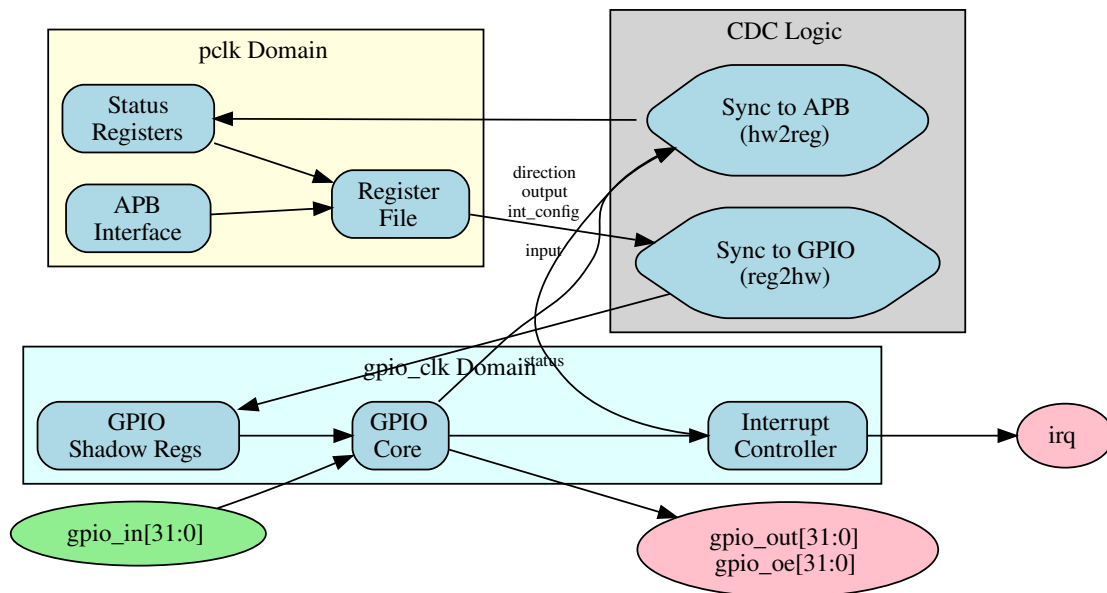 pclk Domain
Status
Registers
APB
Interface
Register
File
direction
output
int_config
input
status
CDC Logic
Sync to APB
(hw2reg)
Sync to GPIO
(reg2hw)
gpio_clk Domain
GPIO
Shadow Regs
GPIO
Core
Interrupt
Controller
irq
gpio_in[31:0]
gpio_out[31:0]
gpio_oe[31:0]